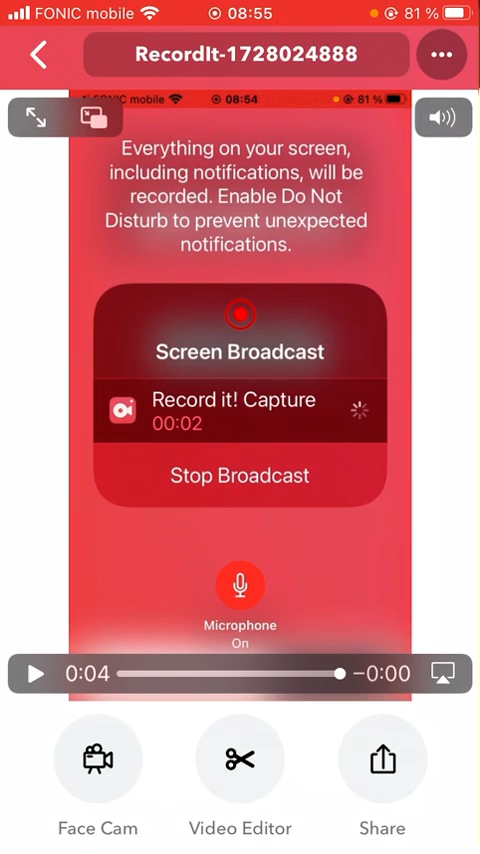 FONIC mobile 08:55 81 %
RecordIt-1728024888
FONIC mobile 08:54 81 %
Everything on your screen,
including notifications, will be
recorded. Enable Do Not
Disturb to prevent unexpected
notifications.
Screen Broadcast
Record it! Capture
00:02
Stop Broadcast
Microphone
On
0:04 −0:00
Face Cam Video Editor Share